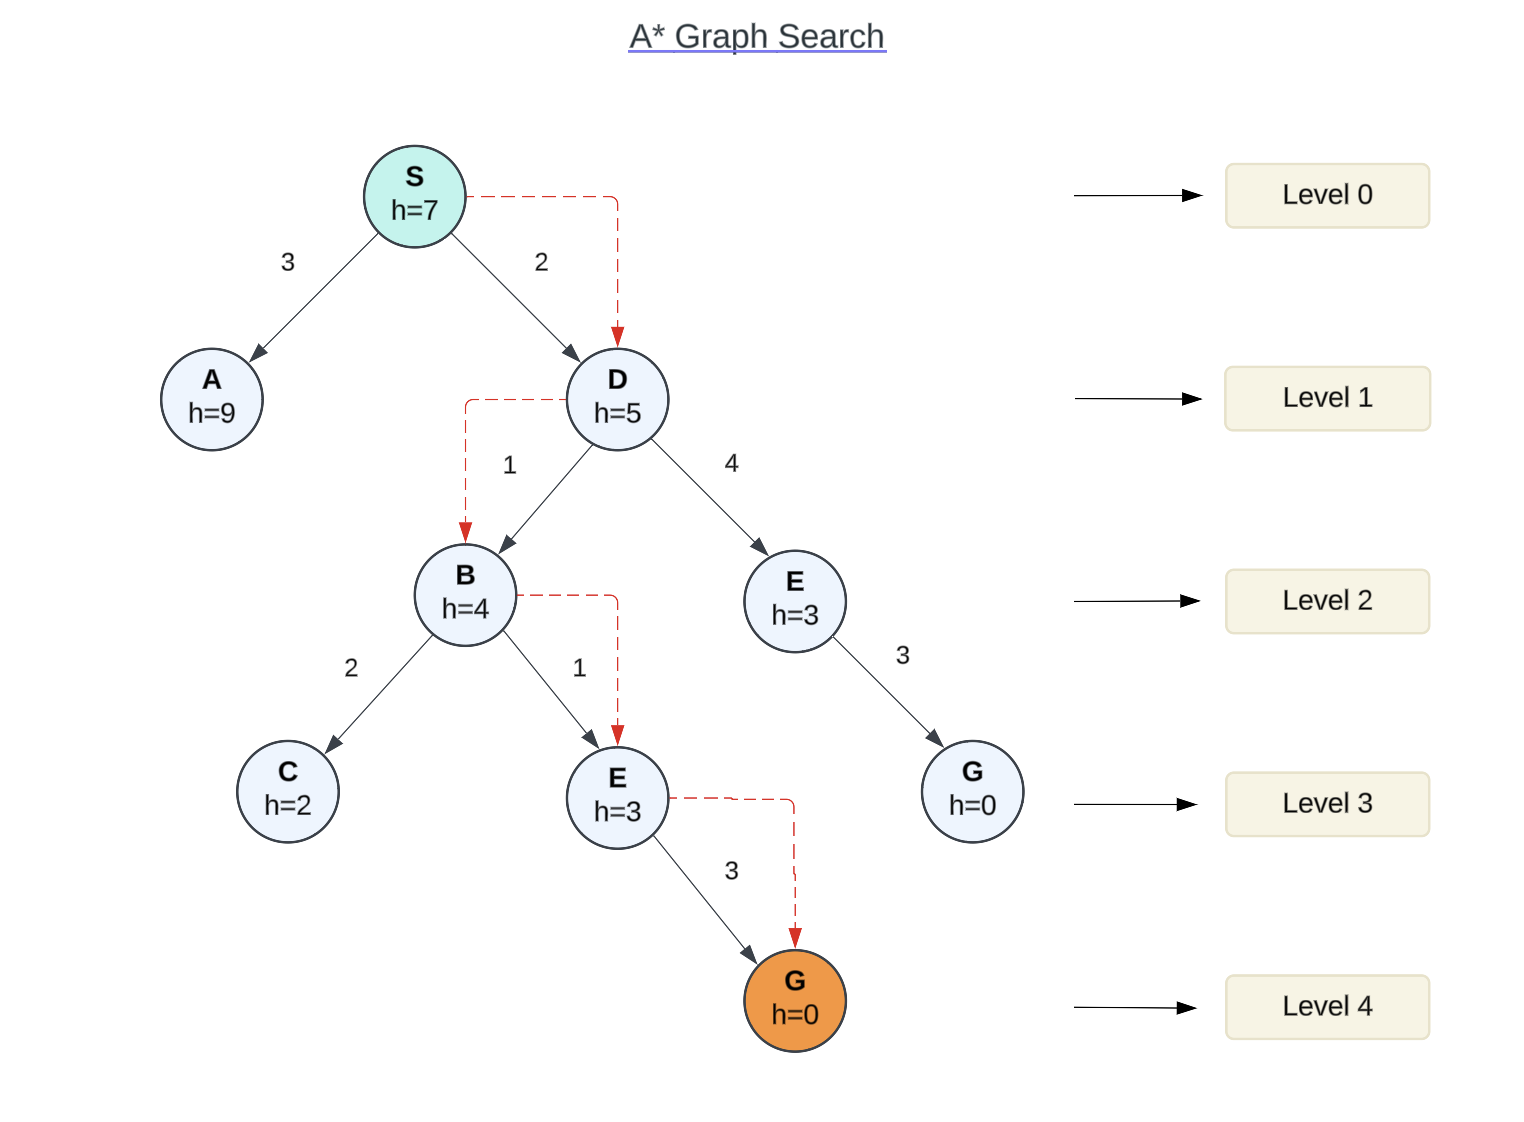 A* Graph Search
S
h=7
Level 0
3
2
A
h=9
D
h=5
Level 1
1
4
B
h=4
E
h=3
Level 2
2
1
3
C
h=2
E
h=3
G
h=0
Level 3
3
G
h=0
Level 4